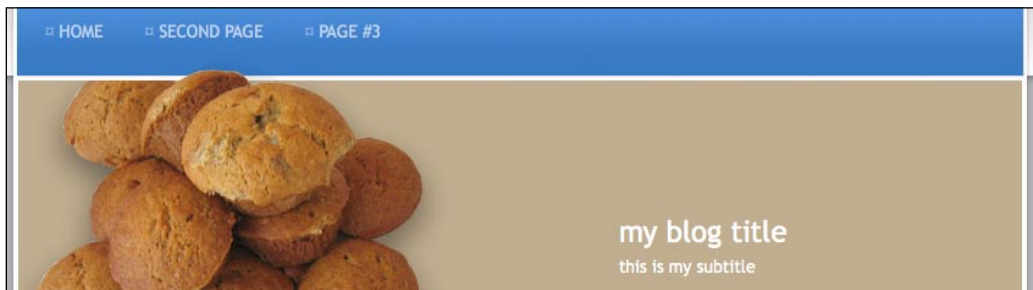 ¤ HOME ¤ SECOND PAGE ¤ PAGE #3
my blog title
this is my subtitle